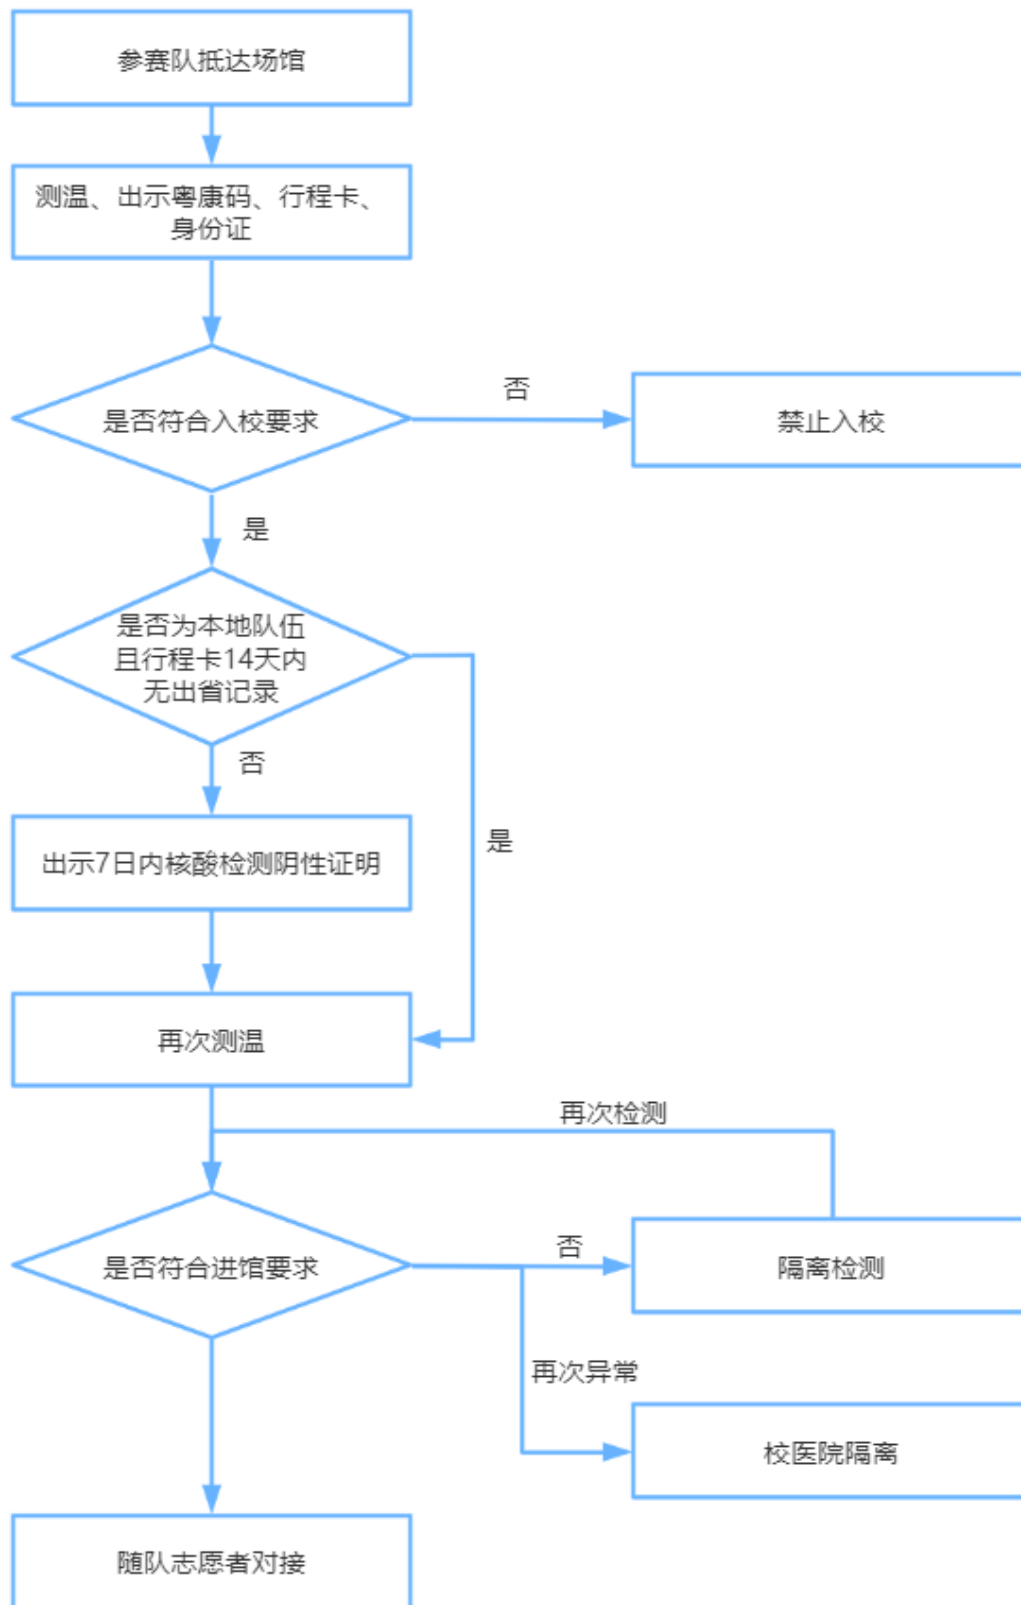 参赛队抵达场馆
测温、出示粤康码、行程卡、
身份证
否
是否符合入校要求
禁止入校
是
是否为本地队伍
且行程卡14天内
无出省记录
否
是
出示7日内核酸检测阴性证明
再次测温
再次检测
否
是否符合进馆要求
隔离检测
再次异常
校医院隔离
随队志愿者对接